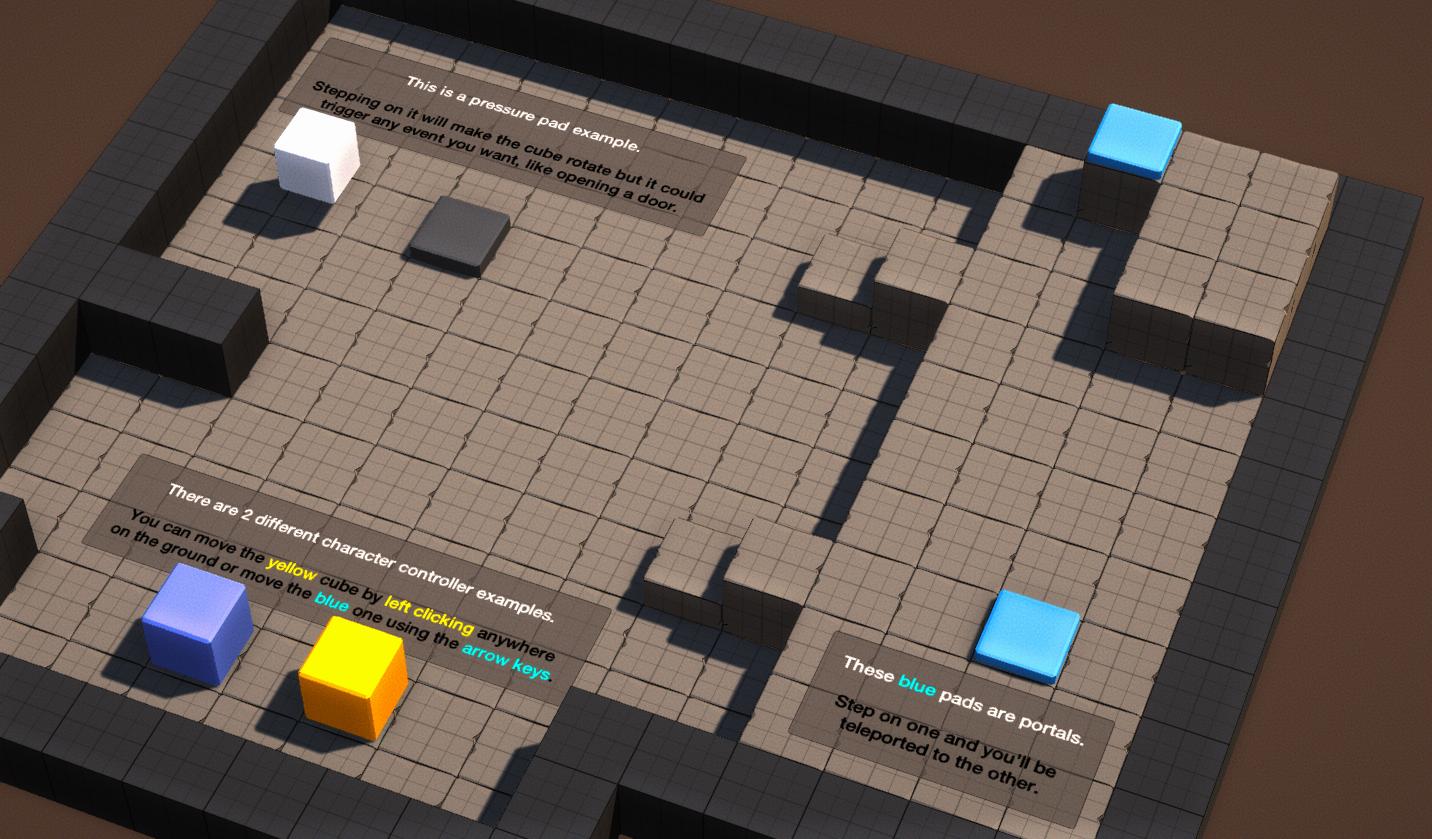 This is a pressure pad example.
Stepping on it will make the cube rotate but it could
trigger any event you want, like opening a door.
There are 2 different character controller examples.
You can move the yellow cube by left clicking anywhere
on the ground or move the blue one using the arrow keys.
These blue pads are portals.
Step on one and you'll be
teleported to the other.